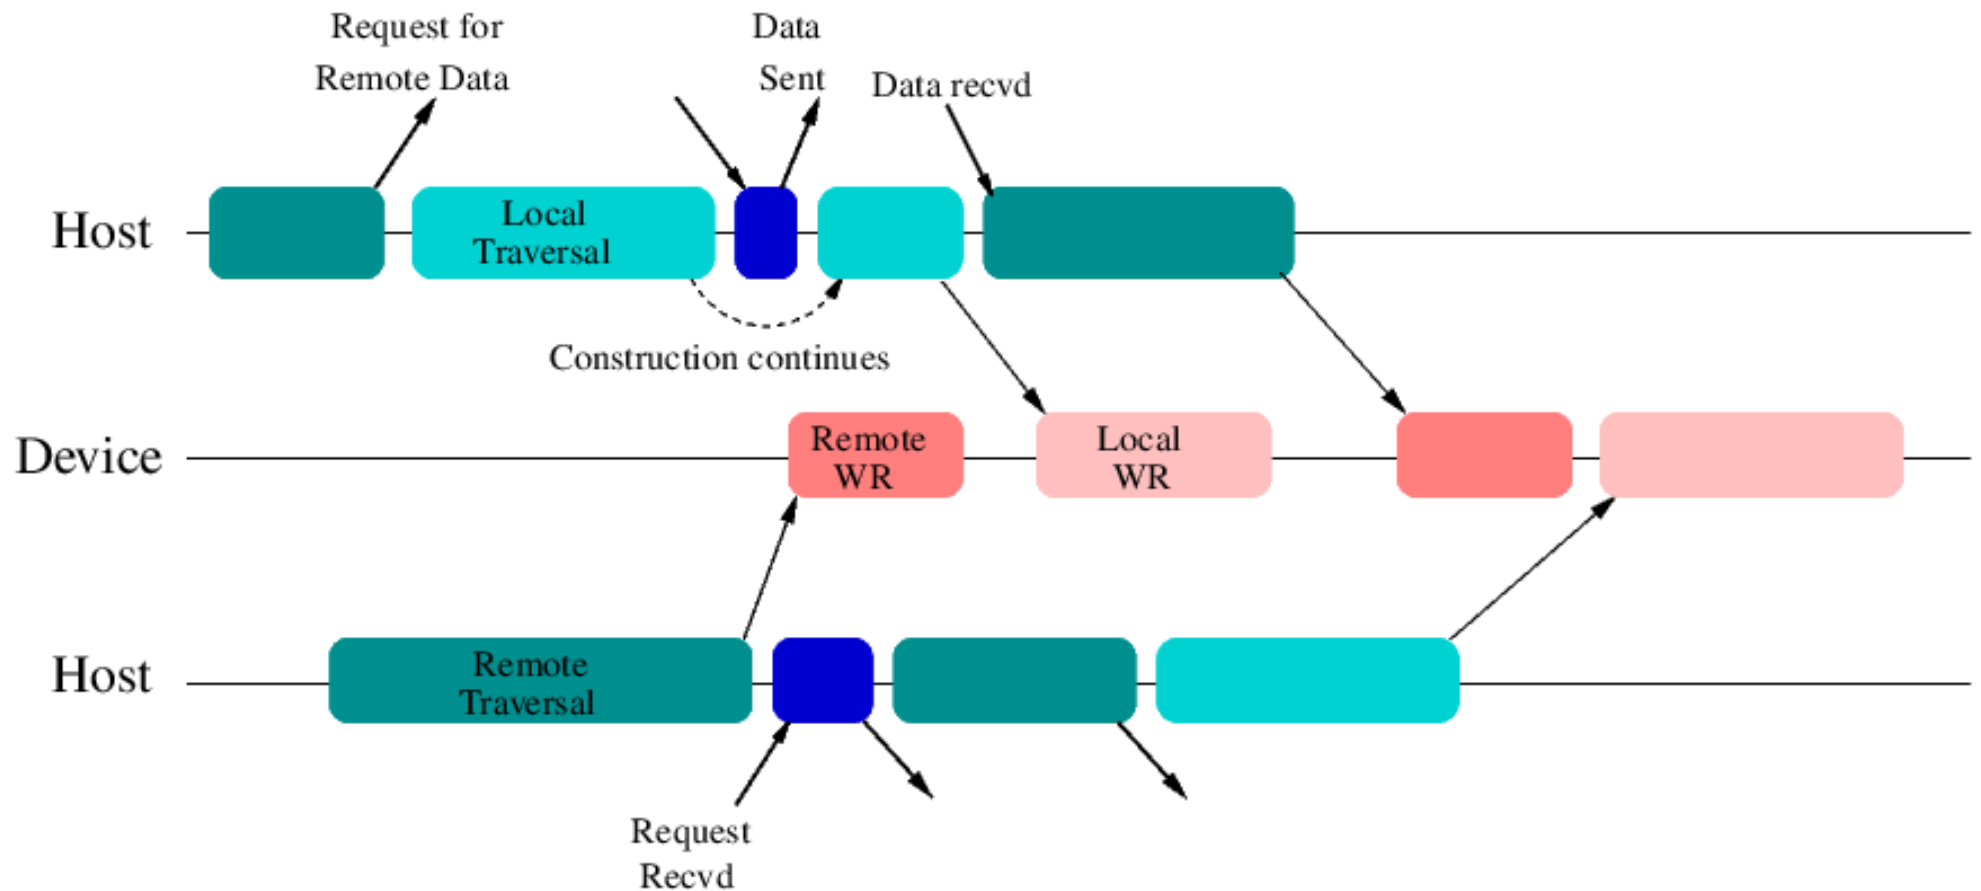 Request for
Remote Data
Data
Sent
Data recvd
Host
Local
Traversal
Construction continues
Device
Remote
WR
Local
WR
Host
Remote
Traversal
Request
Recvd